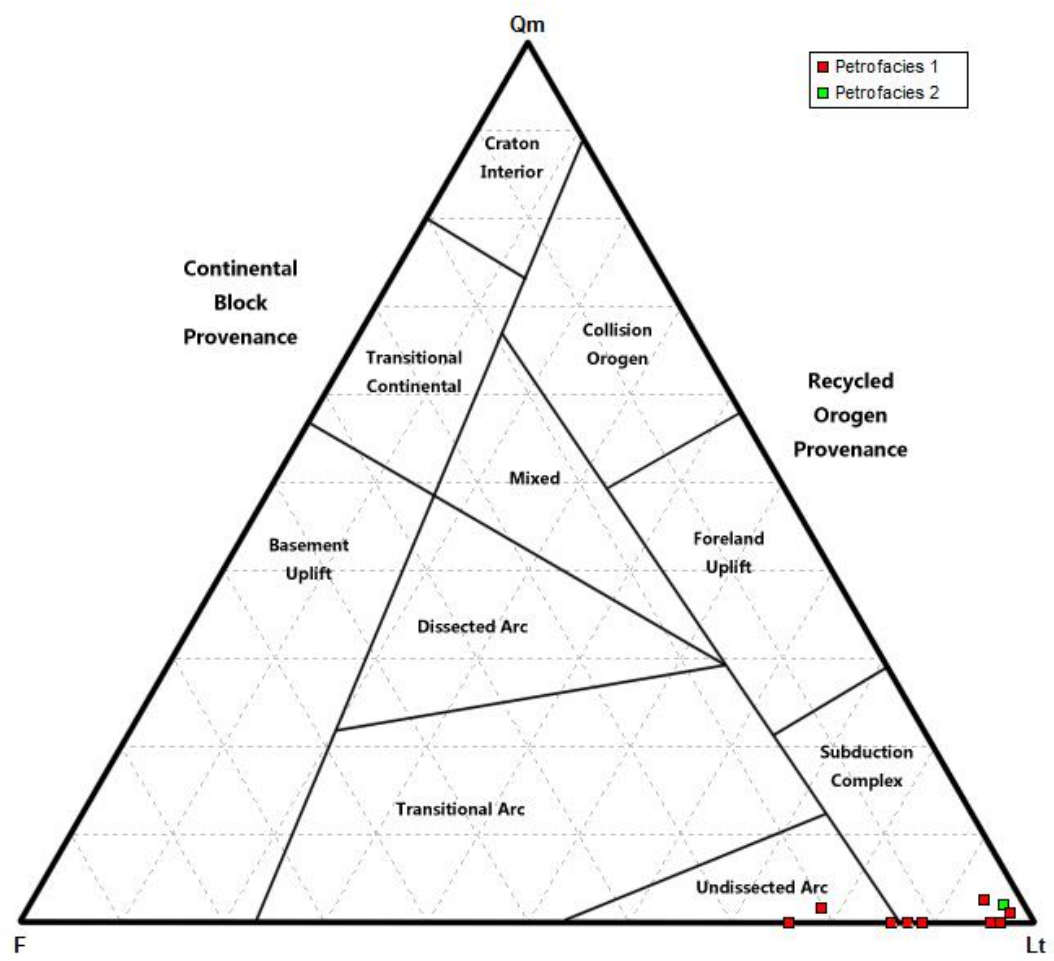 Qm
Petrofacies 1
Petrofacies 2
Craton
Interior
Continental
Block
Provenance
Transitional
Continental
Collision
Orogen
Recycled
Orogen
Provenance
Mixed
Basement
Uplift
Foreland
Uplift
Dissected Arc
Subduction
Complex
Transitional Arc
Undissected Arc
F
Lt